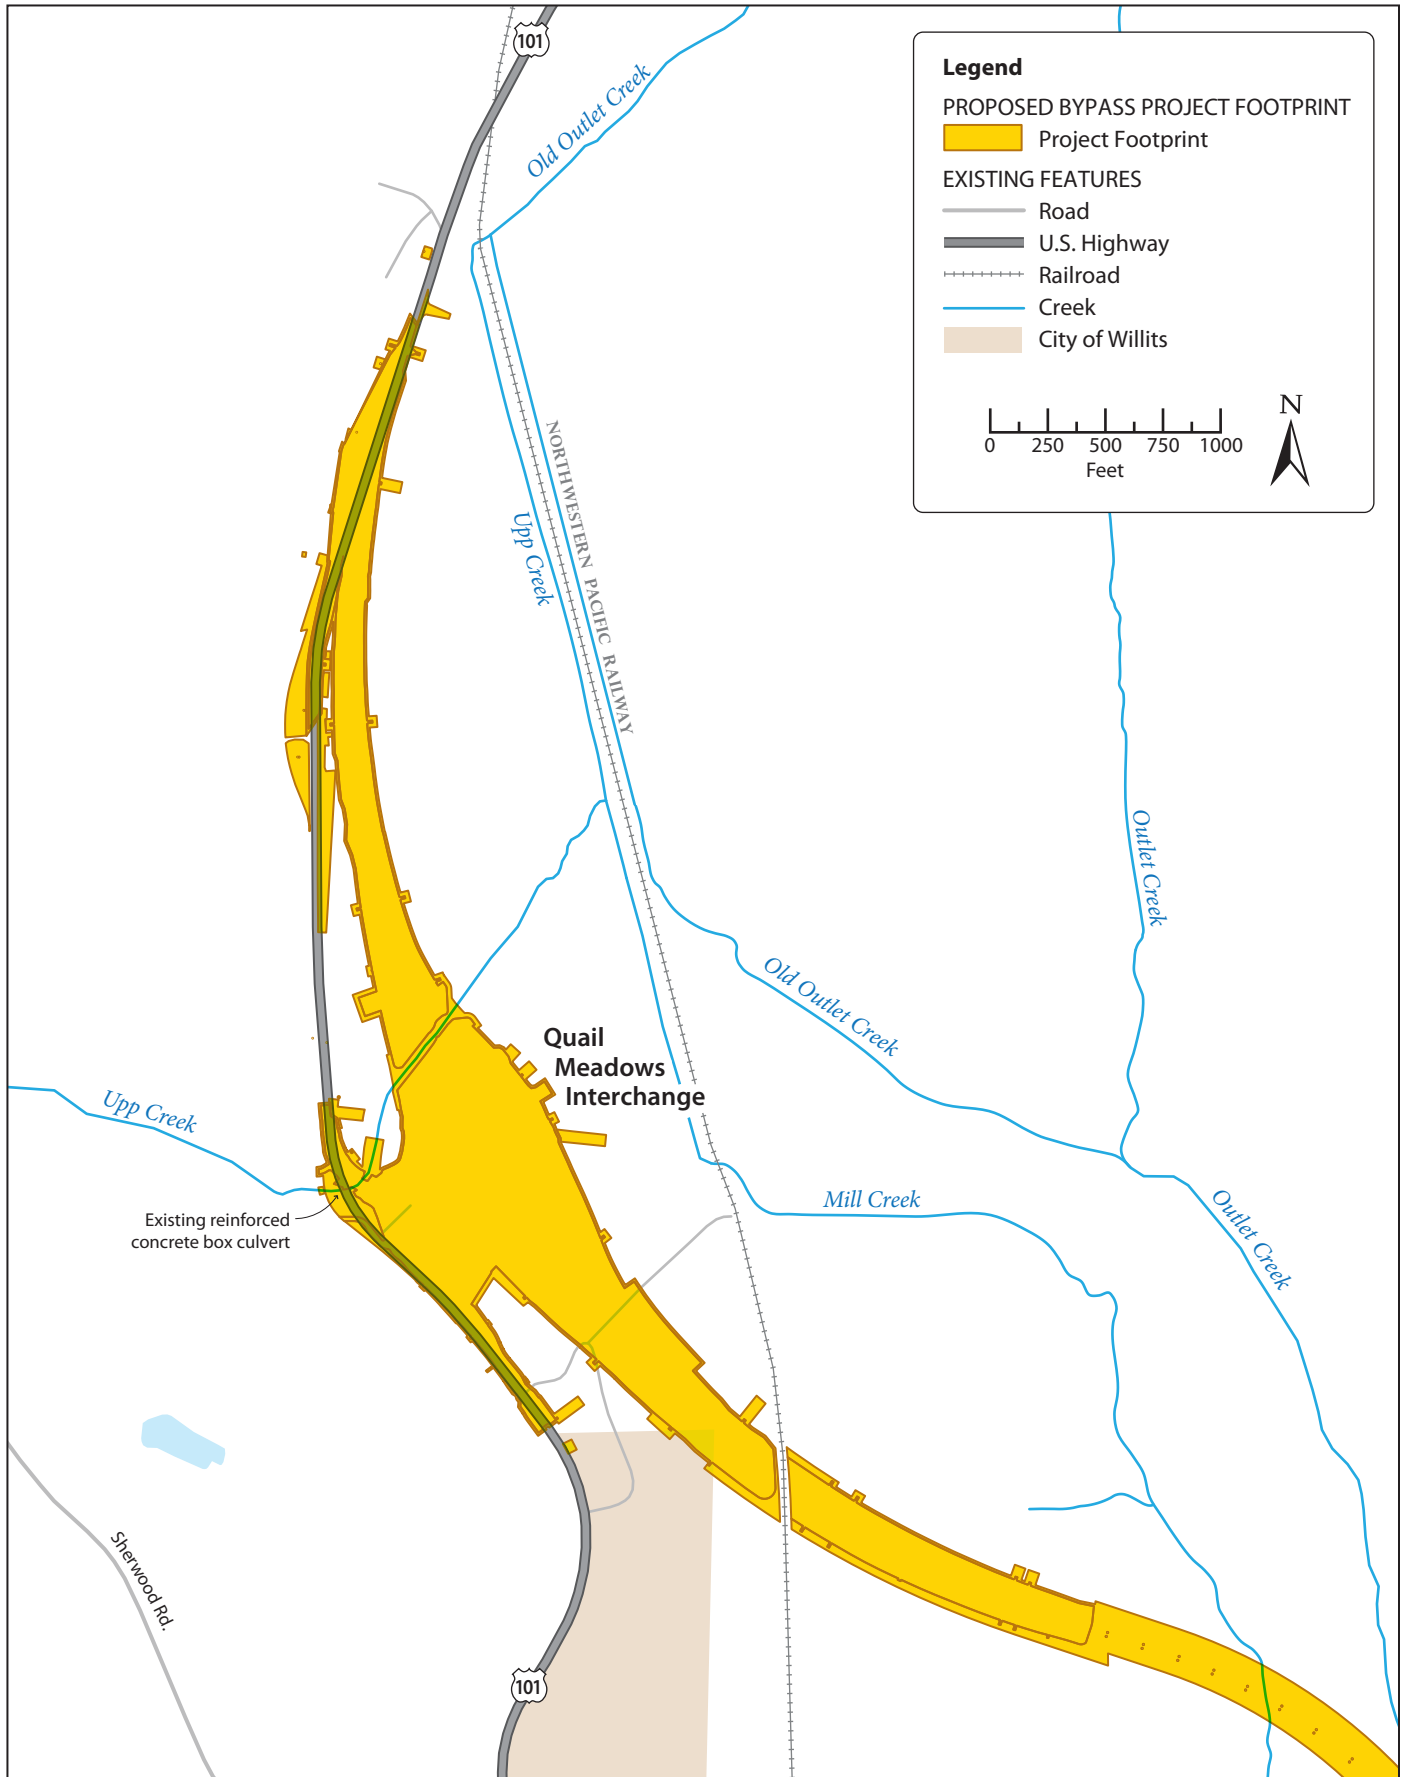 101
Old Outlet Creek
Legend
PROPOSED BYPASS PROJECT FOOTPRINT
Project Footprint
EXISTING FEATURES
Road
U.S. Highway
Railroad
Creek
City of Willits
N
0 250 500 750 1000
Feet
NORTHWESTERN PACIFIC RAILWAY
Upp Creek
Outlet Creek
Old Outlet Creek
Quail
Meadows
Interchange
Upp Creek
Mill Creek
Outlet Creek
Existing reinforced
concrete box culvert
Sherwood Rd.
101